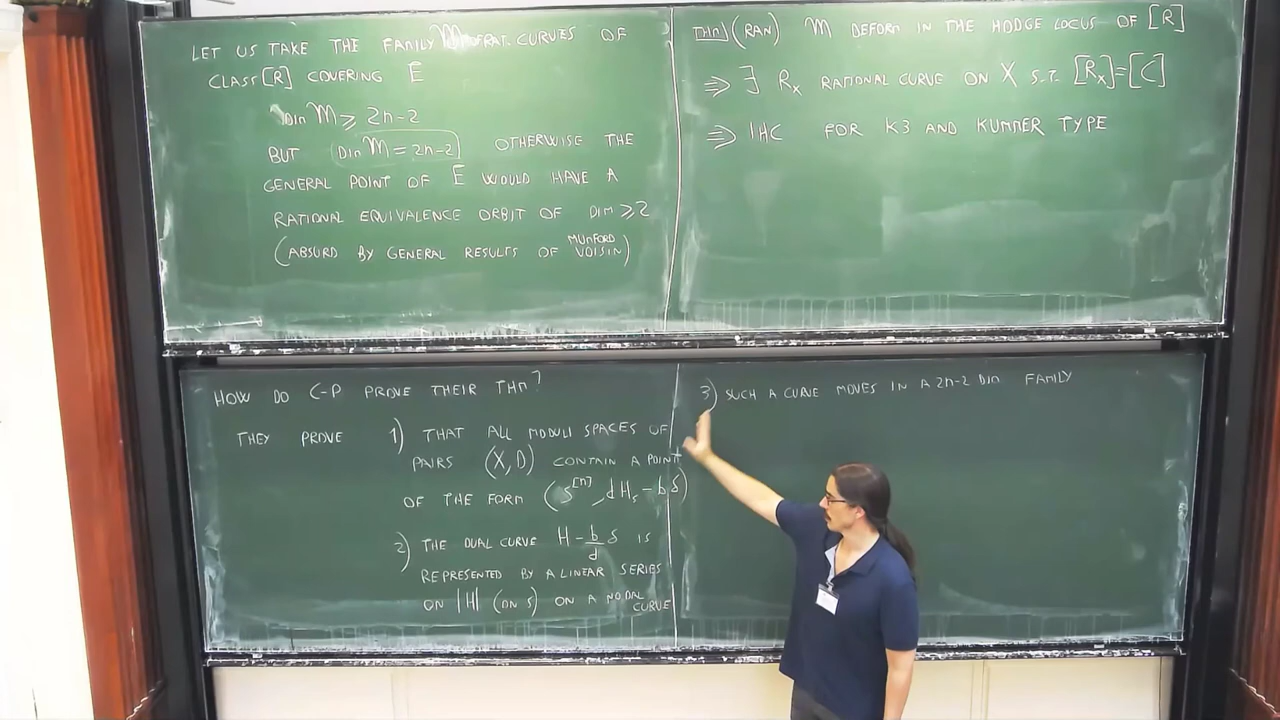 LET US TAKE THE FAMILY M OF RAT. CURVES OF
CLASS [R] COVERING E
DIM M ⩾ 2n-2
BUT DIM M = 2n-2 OTHERWISE THE
GENERAL POINT OF E WOULD HAVE A
RATIONAL EQUIVALENCE ORBIT OF DIM ⩾ 2
(ABSURD BY GENERAL RESULTS OF MUMFORD VOISIN)
THM) (RAN) M DEFORM IN THE HODGE LOCUS OF [R]
⇒ ∃ Rx RATIONAL CURVE ON X S.T. [Rx]=[C]
⇒ IHC FOR K3 AND KUMMER TYPE
HOW DO C-P PROVE THEIR THM?
THEY PROVE 1) THAT ALL MODULI SPACES OF
PAIRS (X,D) CONTAIN A POINT
OF THE FORM (S^[n], dHs-bδ)
2) THE DUAL CURVE H-b/d δ IS
REPRESENTED BY A LINEAR SERIES
ON |H| (ON S) ON A NODAL CURVE
3) SUCH A CURVE MOVES IN A 2n-2 DIM FAMILY